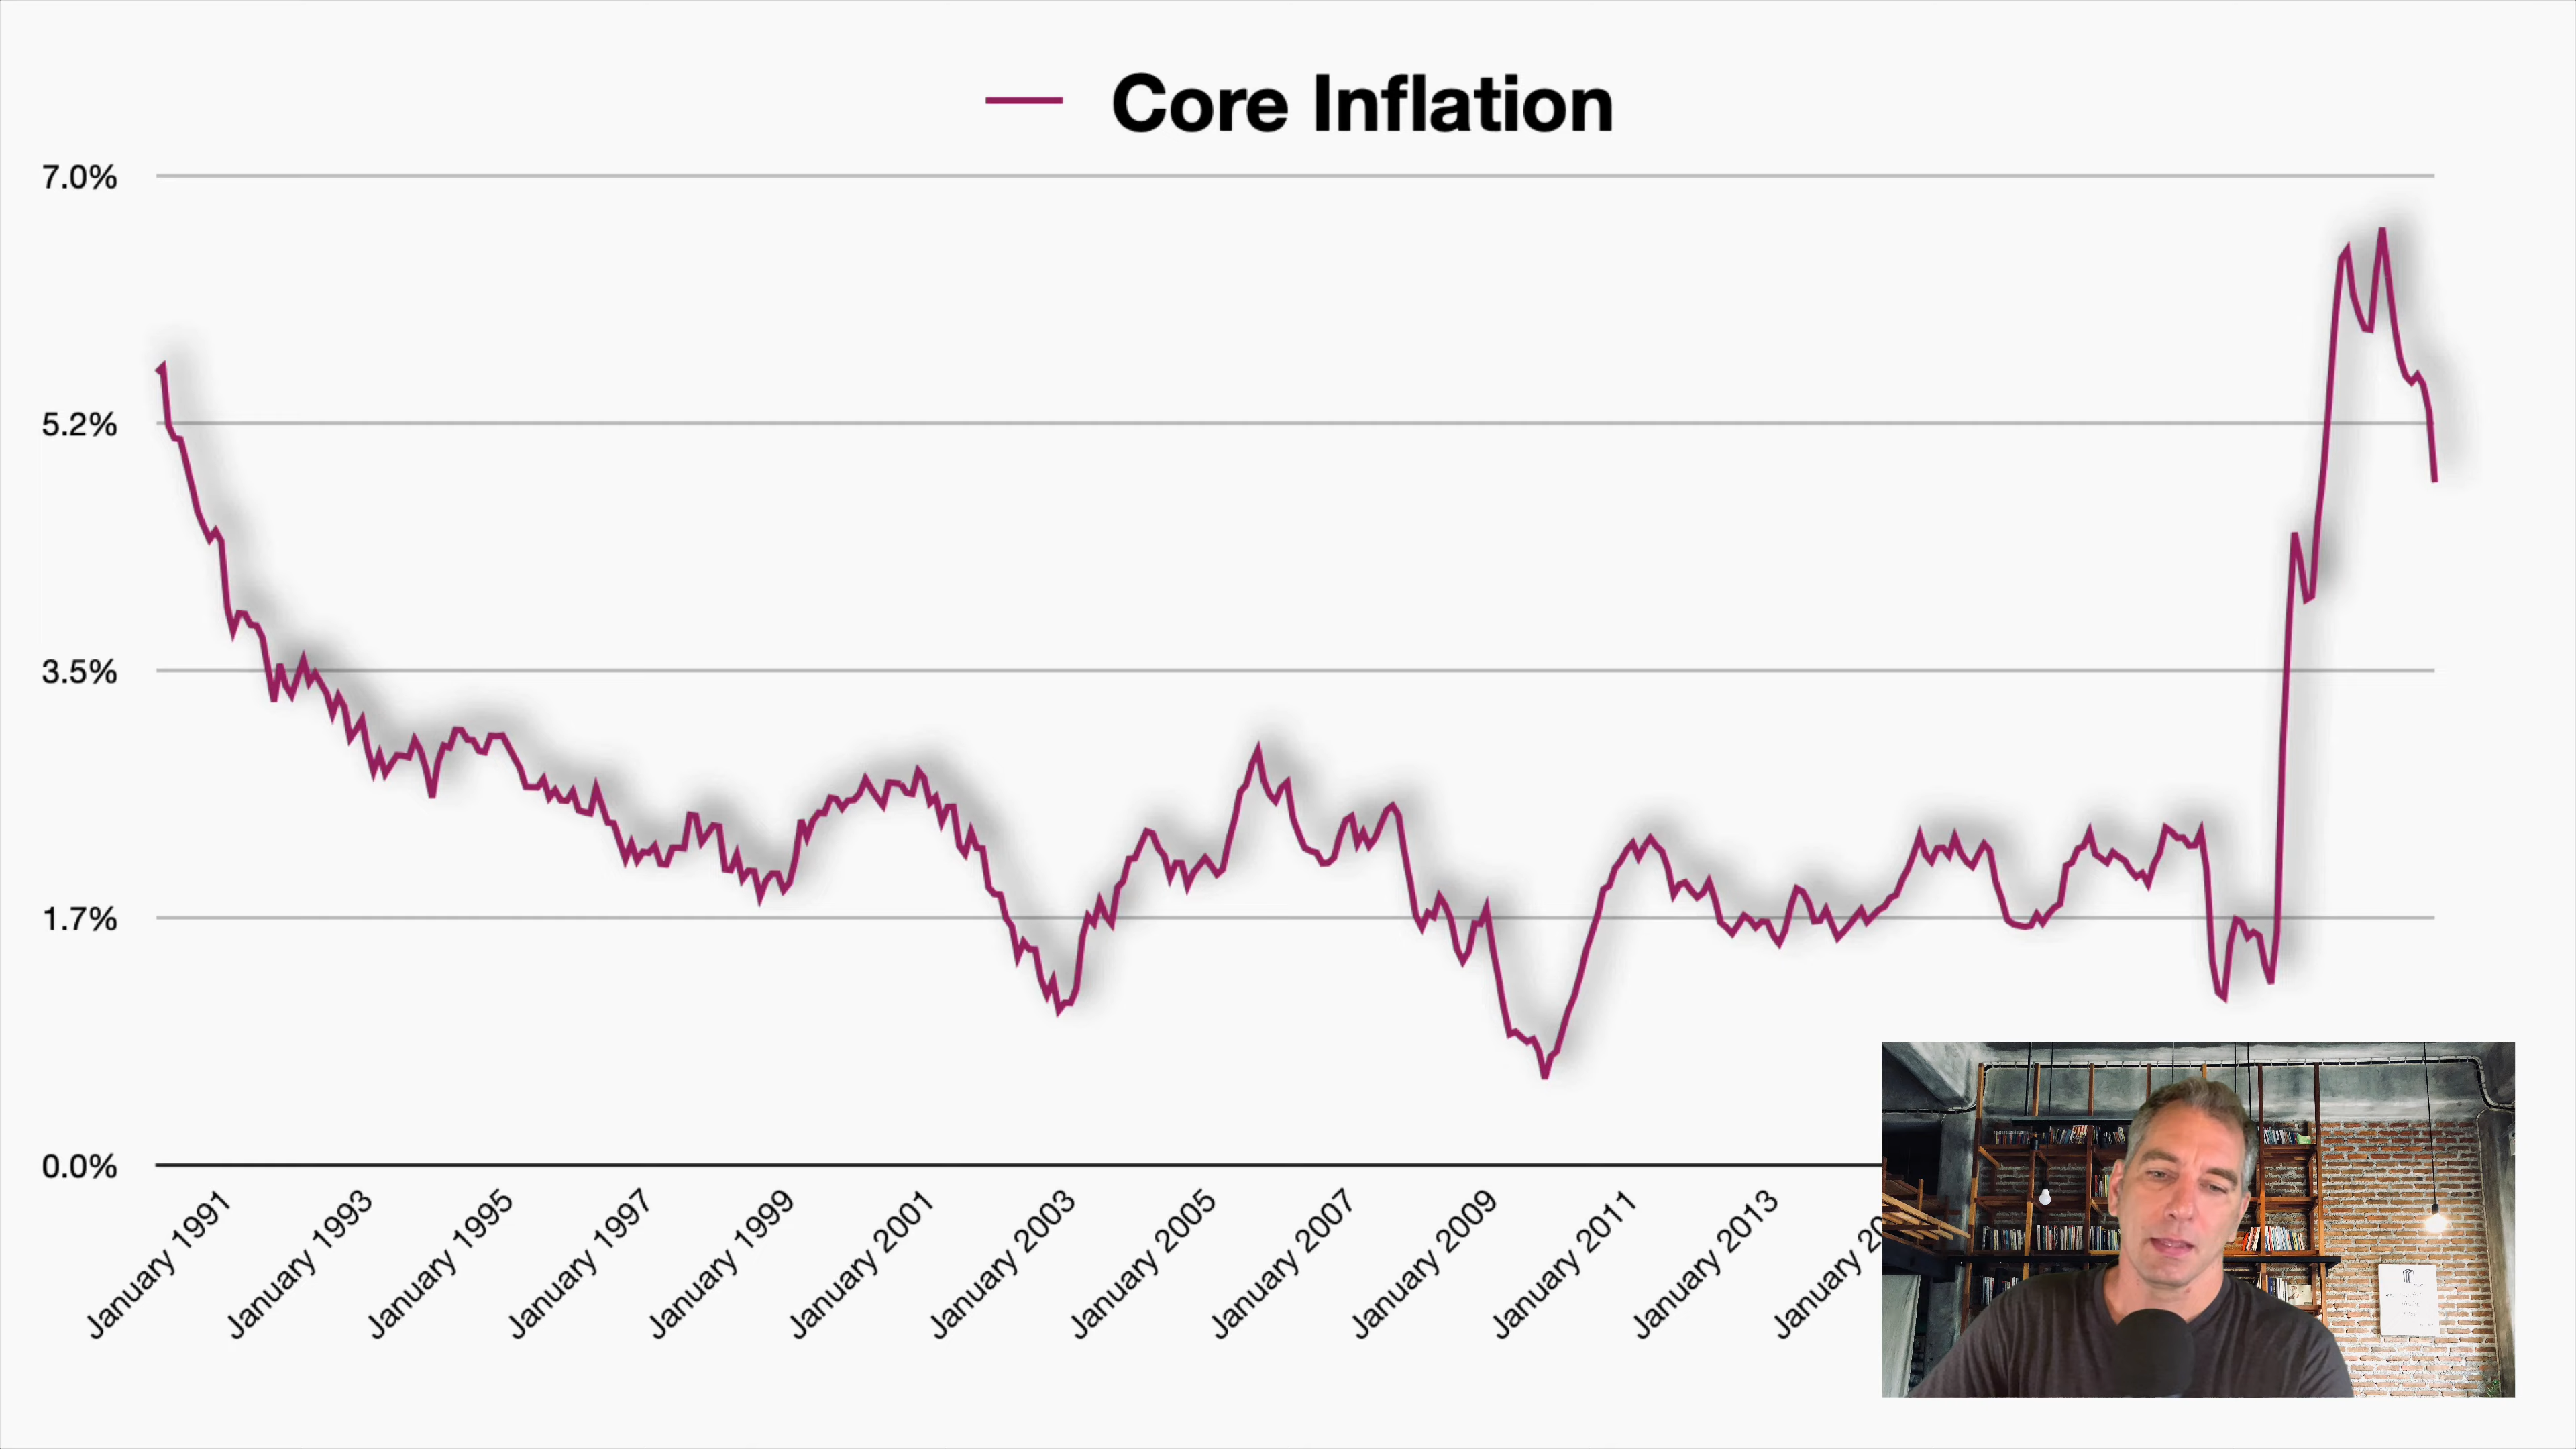 Core Inflation
7.0%
5.2%
3.5%
1.7%
0.0%
January 1991
January 1993
January 1995
January 1997
January 1999
January 2001
January 2003
January 2005
January 2007
January 2009
January 2011
January 2013
January